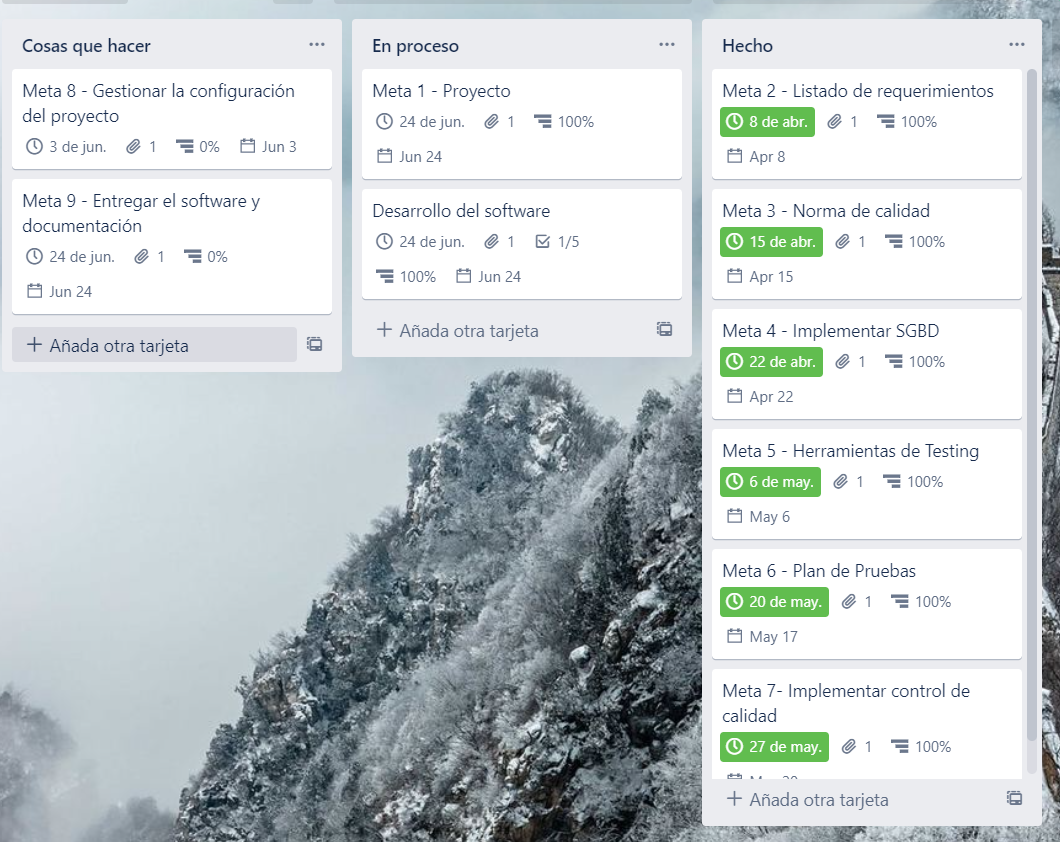 Cosas que hacer
Meta 8 - Gestionar la configuración
del proyecto
3 de jun. 1 0% Jun 3
Meta 9 - Entregar el software y
documentación
24 de jun. 1 0%
Jun 24
+ Añada otra tarjeta
En proceso
Meta 1 - Proyecto
24 de jun. 1 100%
Jun 24
Desarrollo del software
24 de jun. 1 1/5
100% Jun 24
+ Añada otra tarjeta
Hecho
Meta 2 - Listado de requerimientos
8 de abr. 1 100%
Apr 8
Meta 3 - Norma de calidad
15 de abr. 1 100%
Apr 15
Meta 4 - Implementar SGBD
22 de abr. 1 100%
Apr 22
Meta 5 - Herramientas de Testing
6 de may. 1 100%
May 6
Meta 6 - Plan de Pruebas
20 de may. 1 100%
May 17
Meta 7- Implementar control de
calidad
27 de may. 1 100%
+ Añada otra tarjeta